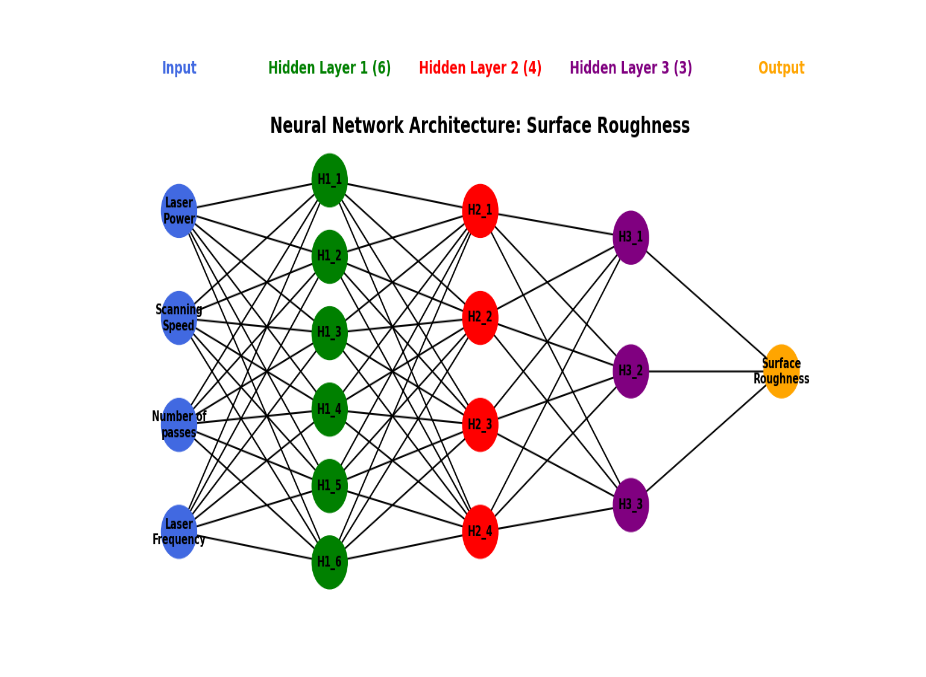 Input
Hidden Layer 1 (6)
Hidden Layer 2 (4)
Hidden Layer 3 (3)
Output
Neural Network Architecture: Surface Roughness
Laser
Power
Scanning
Speed
Number of
passes
Laser
Frequency
H1_1
H1_2
H1_3
H1_4
H1_5
H1_6
H2_1
H2_2
H2_3
H2_4
H3_1
H3_2
H3_3
Surface
Roughness